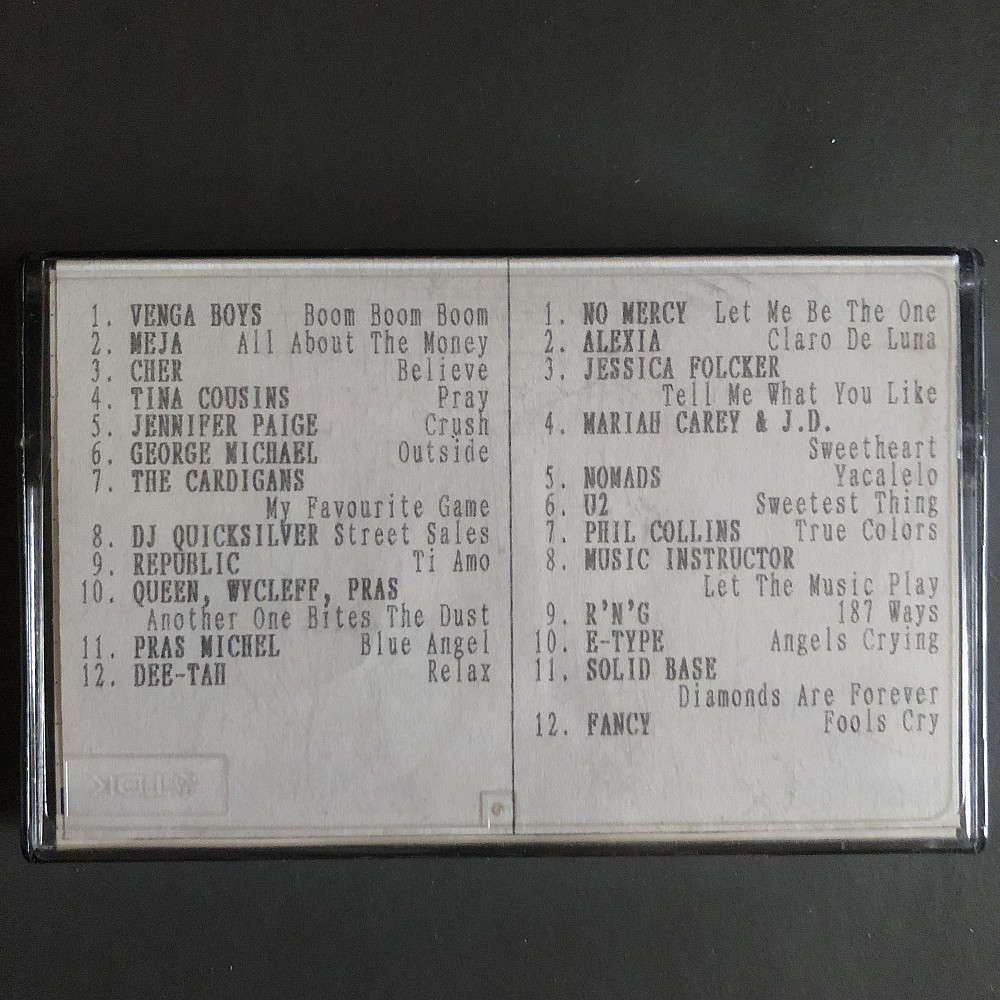 1. VENGA BOYS Boom Boom Boom
2. MEJA All About The Money
3. CHER Believe
4. TINA COUSINS Pray
5. JENNIFER PAIGE Crush
6. GEORGE MICHAEL Outside
7. THE CARDIGANS
My Favourite Game
8. DJ QUICKSILVER Street Sales
9. REPUBLIC Ti Amo
10. QUEEN, WYCLEFF, PRAS
Another One Bites The Dust
11. PRAS MICHEL Blue Angel
12. DEE-TAH Relax
1. NO MERCY Let Me Be The One
2. ALEXIA Claro De Luna
3. JESSICA FOLCKER
Tell Me What You Like
4. MARIAH CAREY & J.D.
Sweetheart
5. NOMADS Yacalelo
6. U2 Sweetest Thing
7. PHIL COLLINS True Colors
8. MUSIC INSTRUCTOR
Let The Music Play
9. R'N'G 187 Ways
10. E-TYPE Angels Crying
11. SOLID BASE
Diamonds Are Forever
12. FANCY Fools Cry